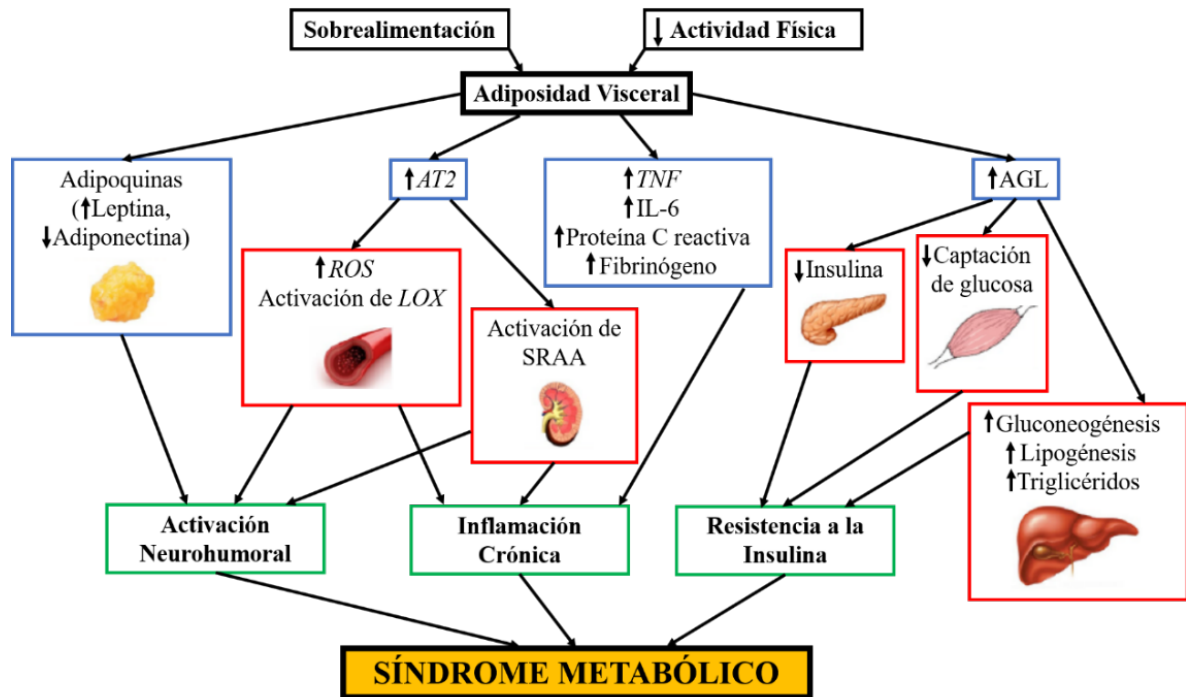 Sobrealimentación
↓ Actividad Física
Adiposidad Visceral
Adipoquinas
(↑Leptina,
↓Adiponectina)
↑AT2
↑TNF
↑IL-6
↑Proteína C reactiva
↑Fibrinógeno
↑AGL
↑ROS
Activación de LOX
Activación de
SRAA
↓Insulina
↓Captación
de glucosa
↑Gluconeogénesis
↑Lipogénesis
↑Triglicéridos
Activación
Neurohumoral
Inflamación
Crónica
Resistencia a la
Insulina
SÍNDROME METABÓLICO